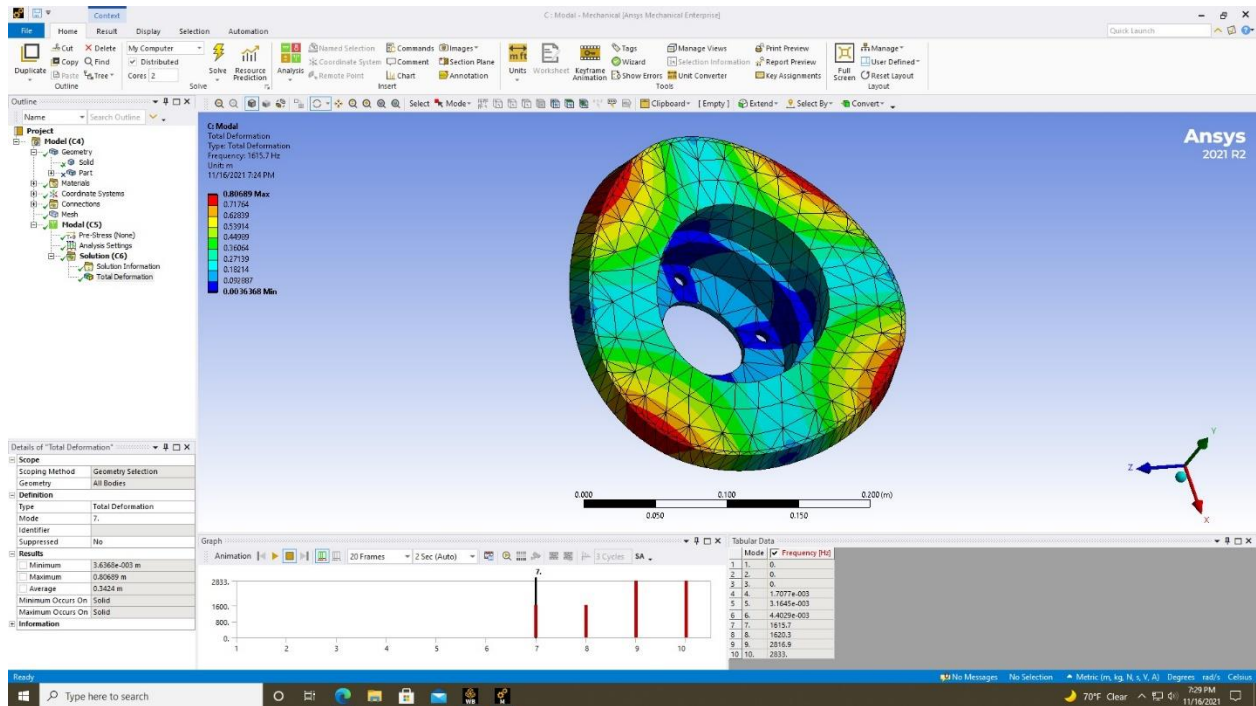 Context
C : Modal - Mechanical [Ansys Mechanical Enterprise]
File Home Result Display Selection Automation
Quick Launch
Duplicate
Cut
Copy
Paste
Delete
Find
Tree
Outline
My Computer
Distributed
Cores 2
Solve
Resource Prediction
Solve
Analysis
Named Selection
Coordinate System
Remote Point
Commands
Comment
Chart
Images
Section Plane
Annotation
Insert
Units
Worksheet
Keyframe Animation
Tags
Wizard
Show Errors
Manage Views
Selection Information
Unit Converter
Print Preview
Report Preview
Key Assignments
Tools
Full Screen
Manage
User Defined
Reset Layout
Layout
Outline
Name Search Outline
Select Mode Clipboard [Empty] Extend Select By Convert
Project
Model (C4)
Geometry
Solid
Part
Materials
Coordinate Systems
Connections
Mesh
Modal (C5)
Pre-Stress (None)
Analysis Settings
Solution (C6)
Solution Information
Total Deformation
C: Modal
Total Deformation
Type: Total Deformation
Frequency: 1615.7 Hz
Unit: m
11/16/2021 7:24 PM
0.80689 Max
0.71764
0.62839
0.53914
0.44989
0.36064
0.27139
0.18214
0.092887
0.0036368 Min
Ansys
2021 R2
0.000 0.100 0.200 (m)
0.050 0.150
Y
Z
X
Details of "Total Deformation"
Scope
Scoping Method Geometry Selection
Geometry All Bodies
Definition
Type Total Deformation
Mode 7.
Identifier
Suppressed No
Results
Minimum 3.6368e-003 m
Maximum 0.80689 m
Average 0.3424 m
Minimum Occurs On Solid
Maximum Occurs On Solid
Information
Graph
Animation 20 Frames 2 Sec (Auto) 3 Cycles SA
7.
2833.
1600.
800.
0.
1 2 3 4 5 6 7 8 9 10
Tabular Data
Mode Frequency [Hz]
1 1. 0.
2 2. 0.
3 3. 0.
4 4. 1.7077e-003
5 5. 3.1645e-003
6 6. 4.4029e-003
7 7. 1615.7
8 8. 1620.3
9 9. 2816.9
10 10. 2833.
Ready
No Messages No Selection Metric (m, kg, N, s, V, A) Degrees rad/s Celsius
Type here to search
WB
M
70°F Clear
7:29 PM
11/16/2021